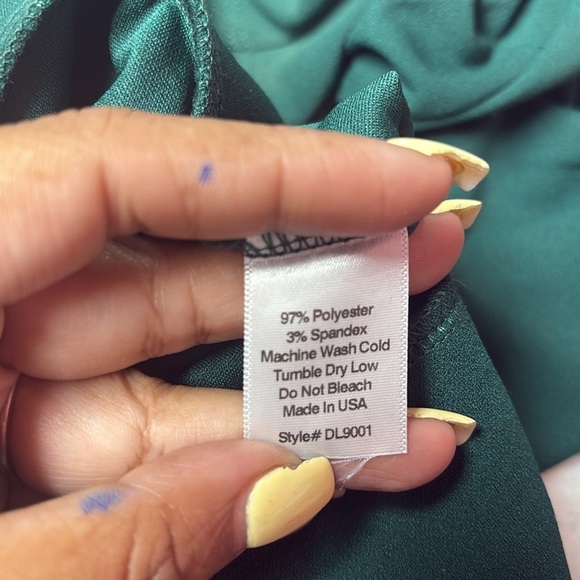 97% Polyester
3% Spandex
Machine Wash Cold
Tumble Dry Low
Do Not Bleach
Made In USA
Style# DL9001